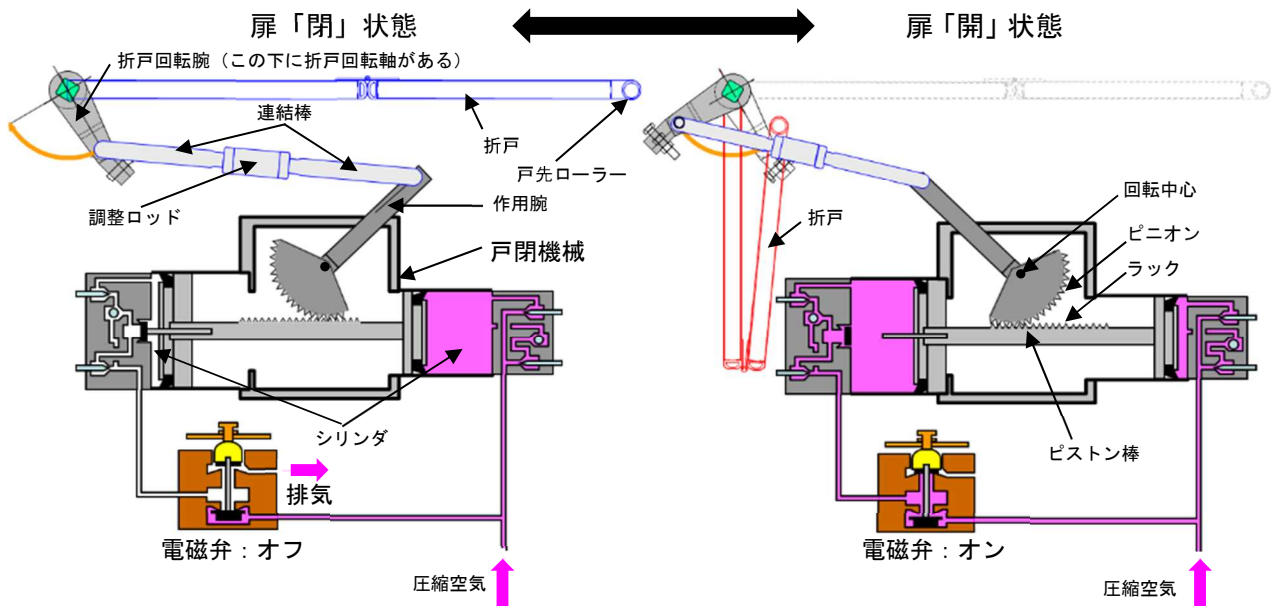 扉「閉」状態
扉「開」状態
折戸回転腕（この下に折戸回転軸がある）
連結棒
折戸
戸先ローラー
調整ロッド
作用腕
戸閉機械
シリンダ
排気
電磁弁：オフ
圧縮空気
回転中心
折戸
ピニオン
ラック
ピストン棒
電磁弁：オン
圧縮空気